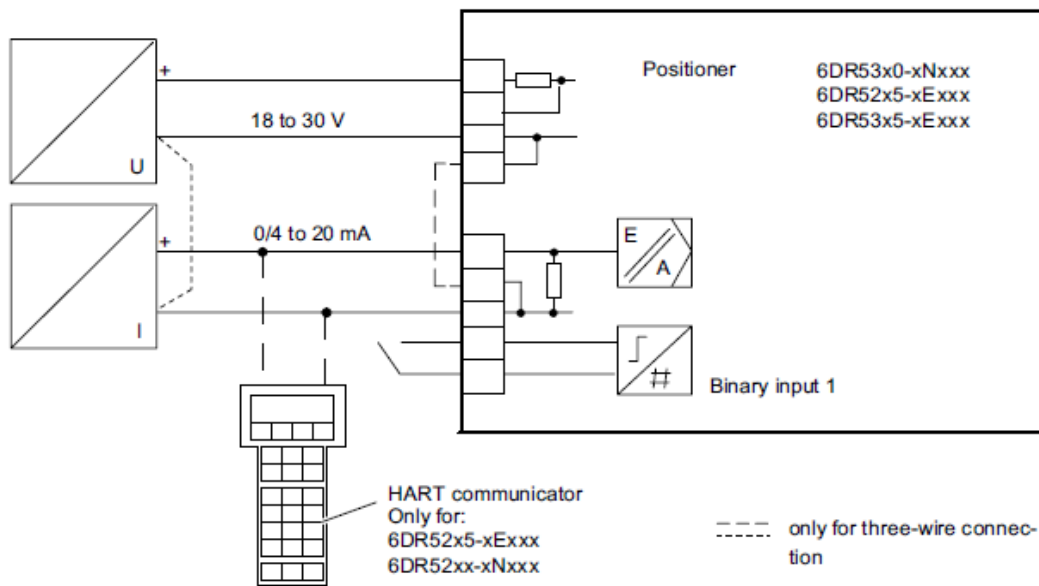 Positioner
6DR53x0-xNxxx
6DR52x5-xExxx
6DR53x5-xExxx
+
18 to 30 V
U
+
0/4 to 20 mA
I
E
A
Binary input 1
HART communicator
Only for:
6DR52x5-xExxx
6DR52xx-xNxxx
only for three-wire connec-
tion